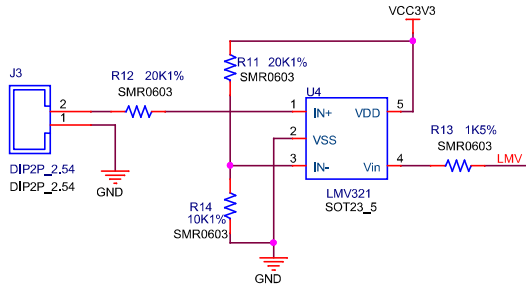 VCC3V3
J3
R12 20K1%
SMR0603
R11 20K1%
SMR0603
U4
2
1
1 IN+ VDD 5
2 VSS
3 IN- Vin 4
R13 1K5%
SMR0603
LMV
DIP2P_2.54
DIP2P_2.54
GND
R14
10K1%
SMR0603
LMV321
SOT23_5
GND